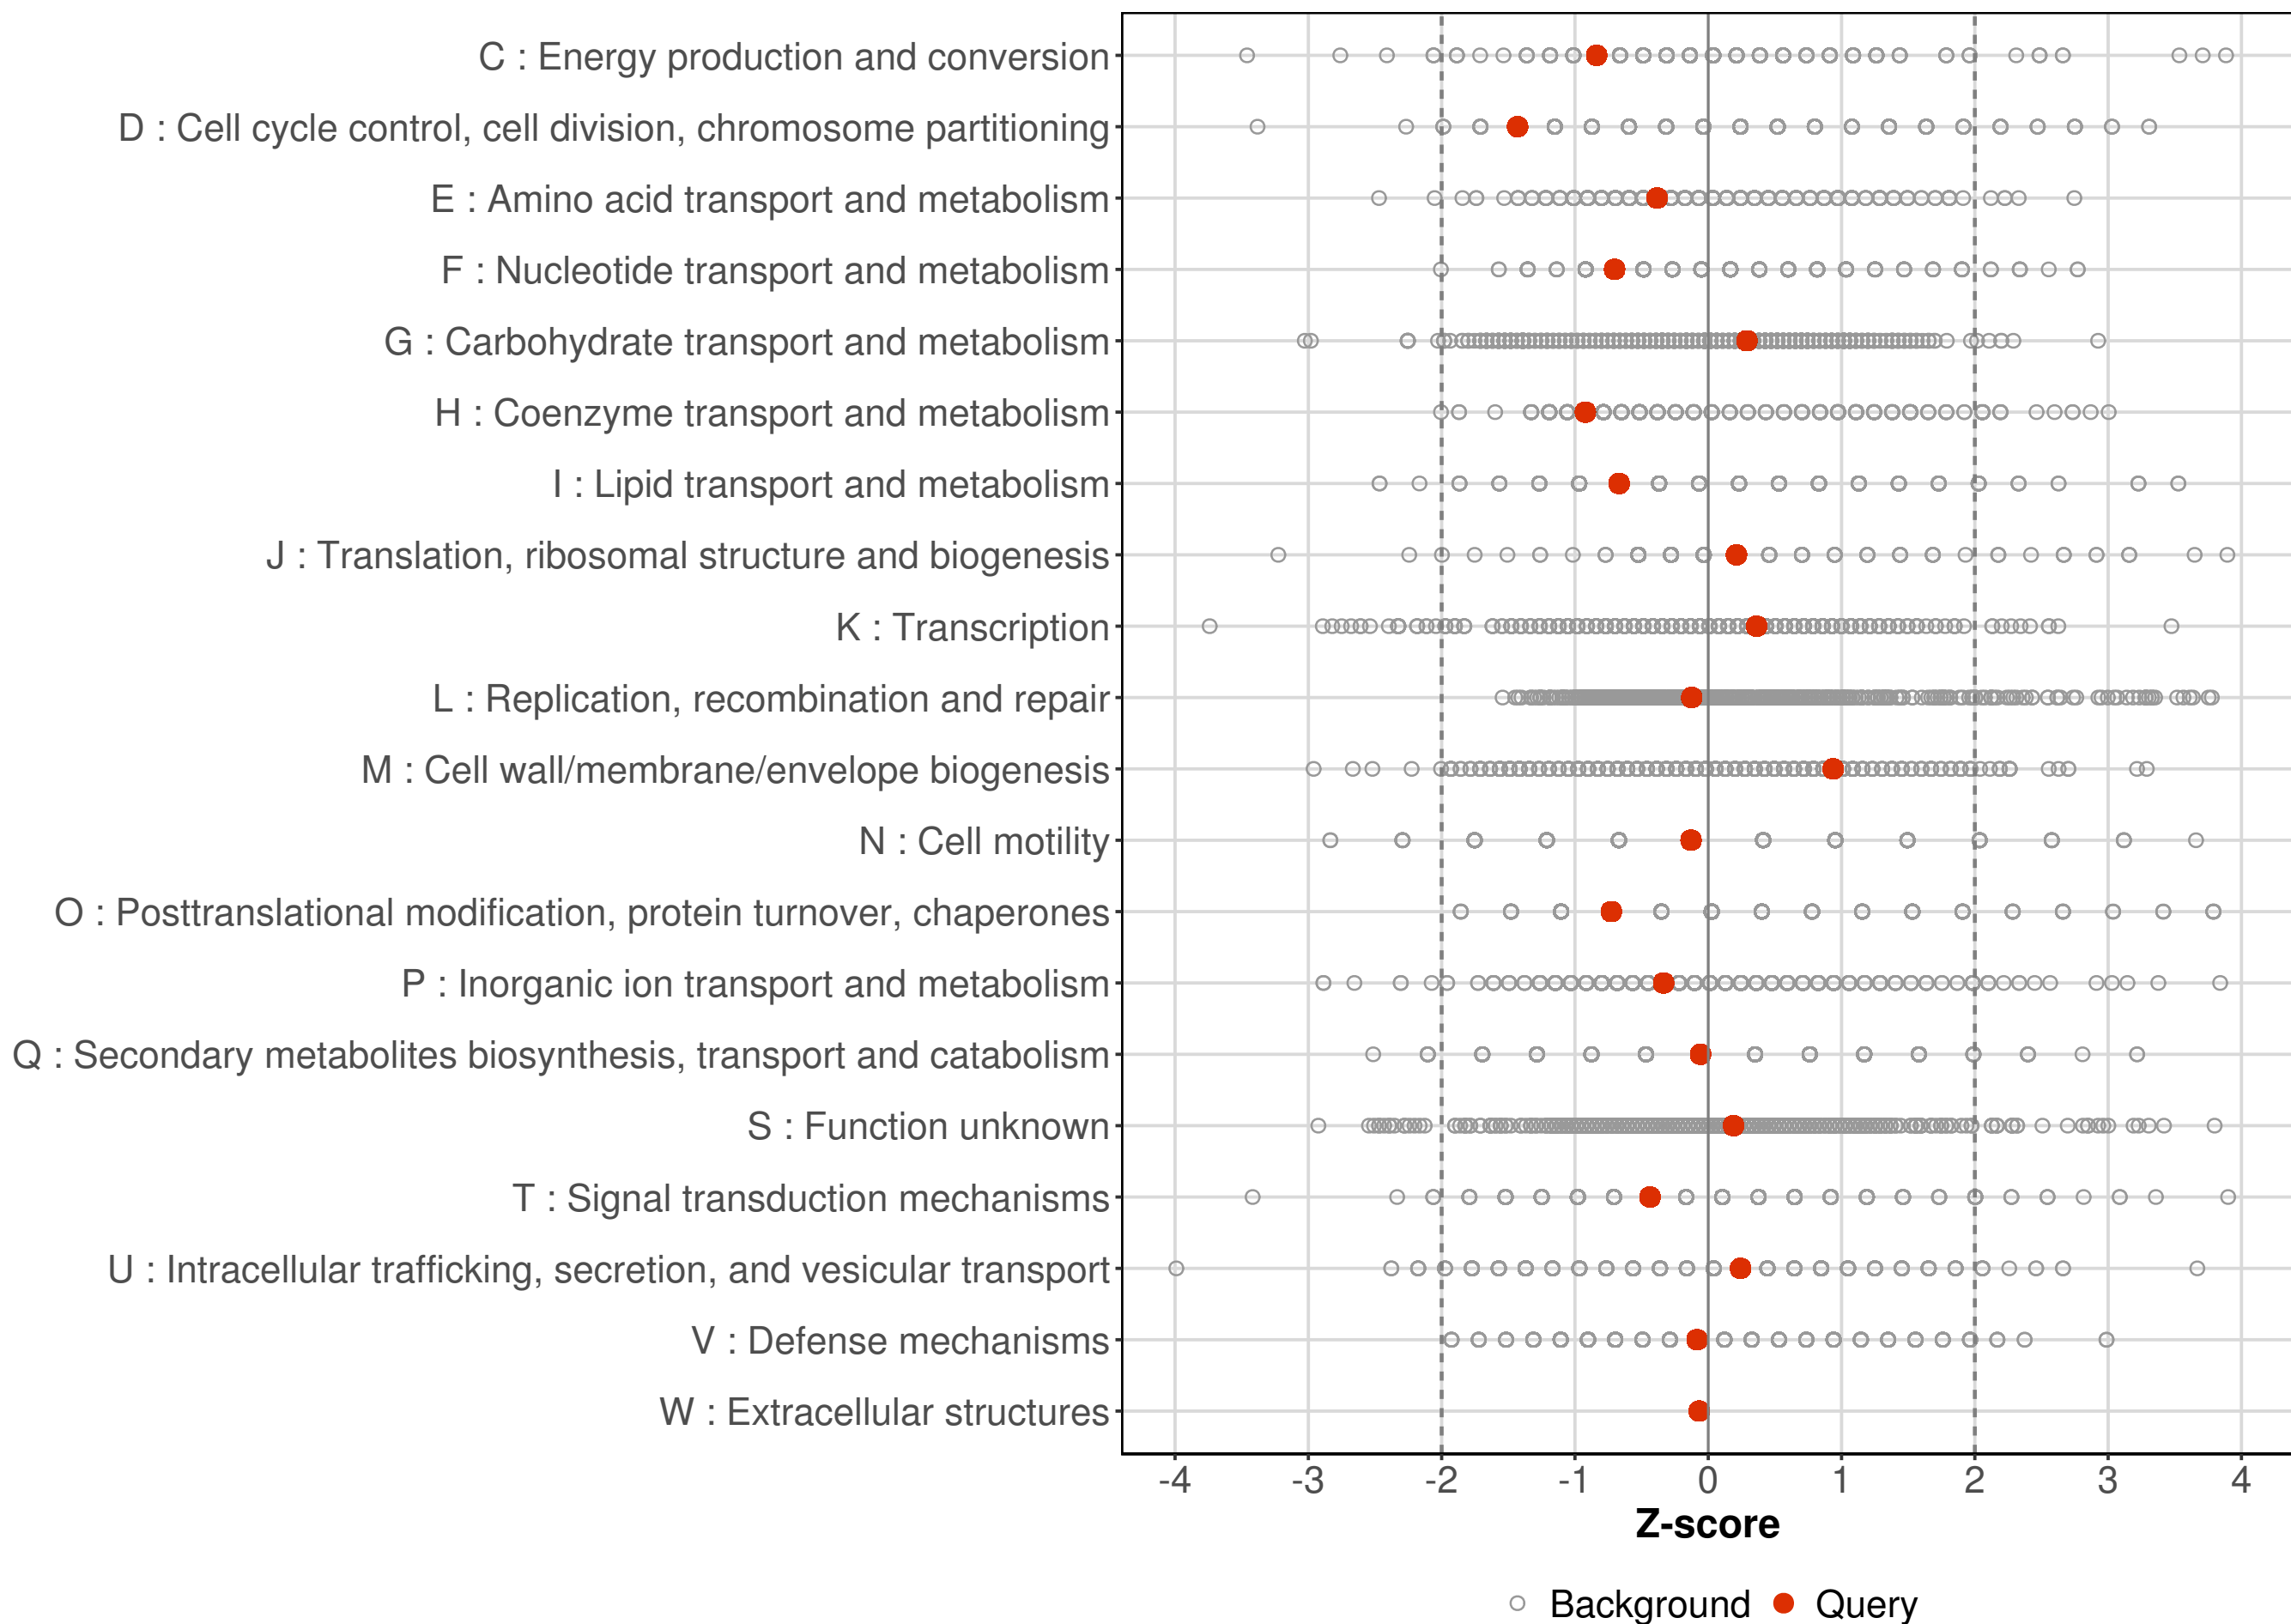 C : Energy production and conversion
D : Cell cycle control, cell division, chromosome partitioning
E : Amino acid transport and metabolism
F : Nucleotide transport and metabolism
G : Carbohydrate transport and metabolism
H : Coenzyme transport and metabolism
I : Lipid transport and metabolism
J : Translation, ribosomal structure and biogenesis
K : Transcription
L : Replication, recombination and repair
M : Cell wall/membrane/envelope biogenesis
N : Cell motility
O : Posttranslational modification, protein turnover, chaperones
P : Inorganic ion transport and metabolism
Q : Secondary metabolites biosynthesis, transport and catabolism
S : Function unknown
T : Signal transduction mechanisms
U : Intracellular trafficking, secretion, and vesicular transport
V : Defense mechanisms
W : Extracellular structures
-4 -3 -2 -1 0 1 2 3 4
Z-score
Background Query